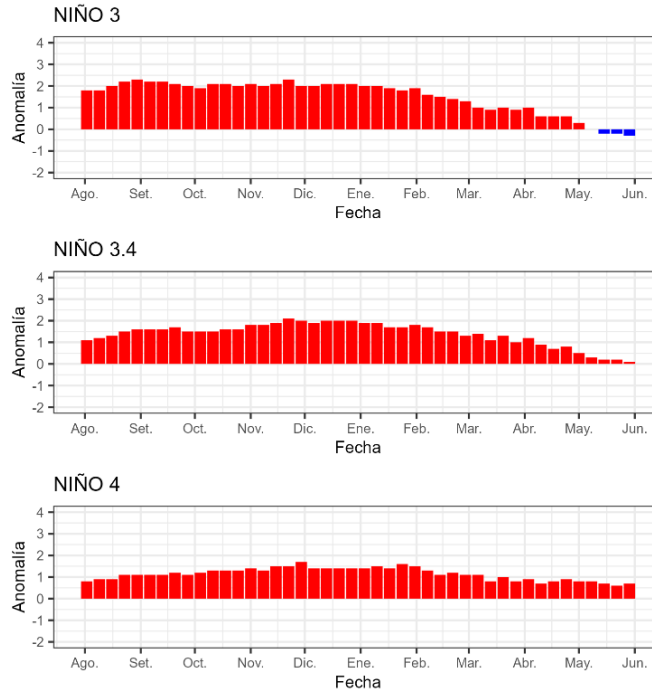 NIÑO 3
4
3
2
1
0
-1
-2
Anomalía
Ago. Set. Oct. Nov. Dic. Ene. Feb. Mar. Abr. May. Jun.
Fecha
NIÑO 3.4
4
3
2
1
0
-1
-2
Anomalía
Ago. Set. Oct. Nov. Dic. Ene. Feb. Mar. Abr. May. Jun.
Fecha
NIÑO 4
4
3
2
1
0
-1
-2
Anomalía
Ago. Set. Oct. Nov. Dic. Ene. Feb. Mar. Abr. May. Jun.
Fecha